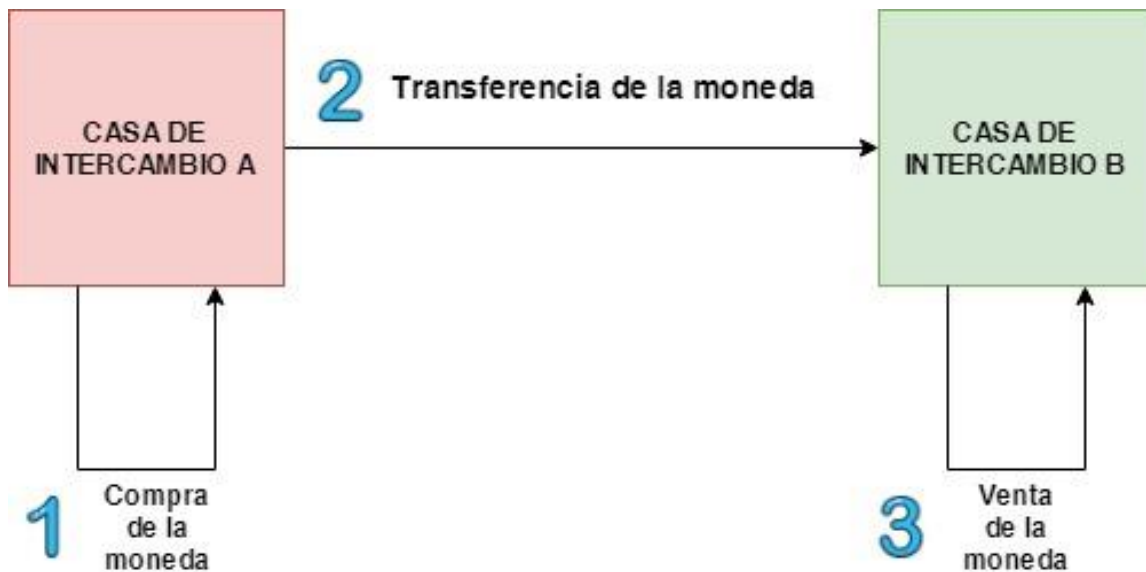 2 Transferencia de la moneda
CASA DE
INTERCAMBIO A
CASA DE
INTERCAMBIO B
1
Compra
de la
moneda
3
Venta
de la
moneda